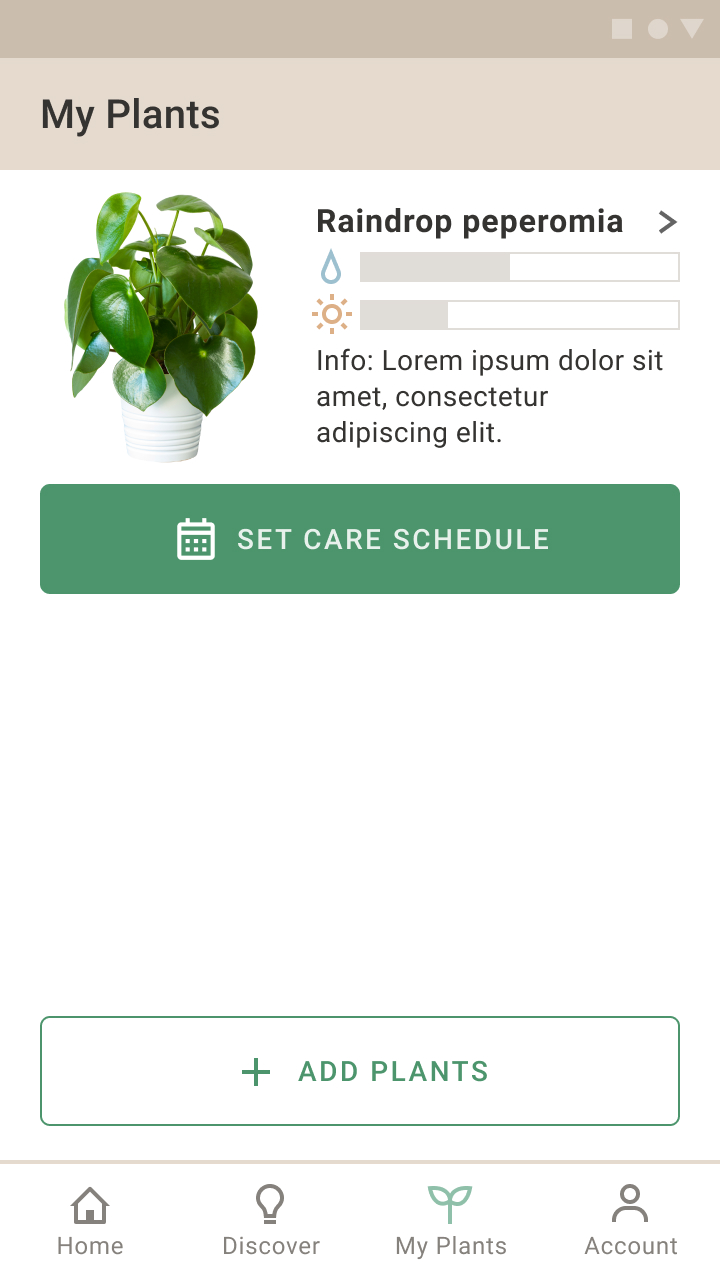 My Plants
Raindrop peperomia
Info: Lorem ipsum dolor sit
amet, consectetur
adipiscing elit.
SET CARE SCHEDULE
ADD PLANTS
Home
Discover
My Plants
Account